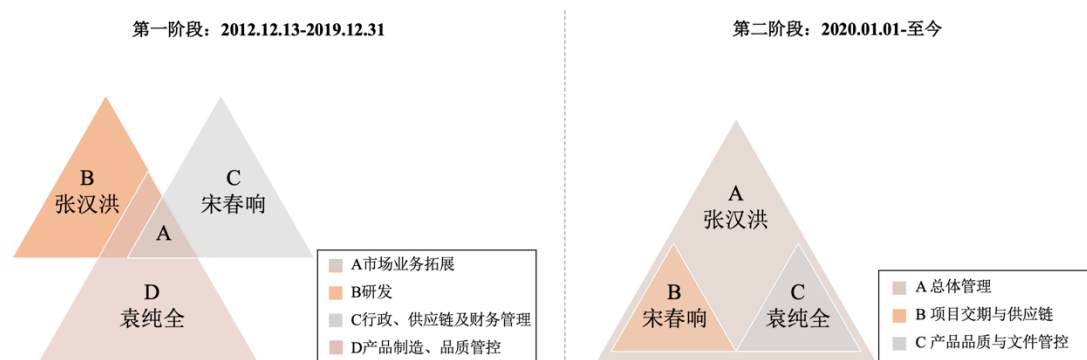 第一阶段：2012.12.13-2019.12.31
B
张汉洪
C
宋春响
A
D
袁纯全
A市场业务拓展
B研发
C行政、供应链及财务管理
D产品制造、品质管控
第二阶段：2020.01.01-至今
A
张汉洪
B
宋春响
C
袁纯全
A 总体管理
B 项目交期与供应链
C 产品品质与文件管控